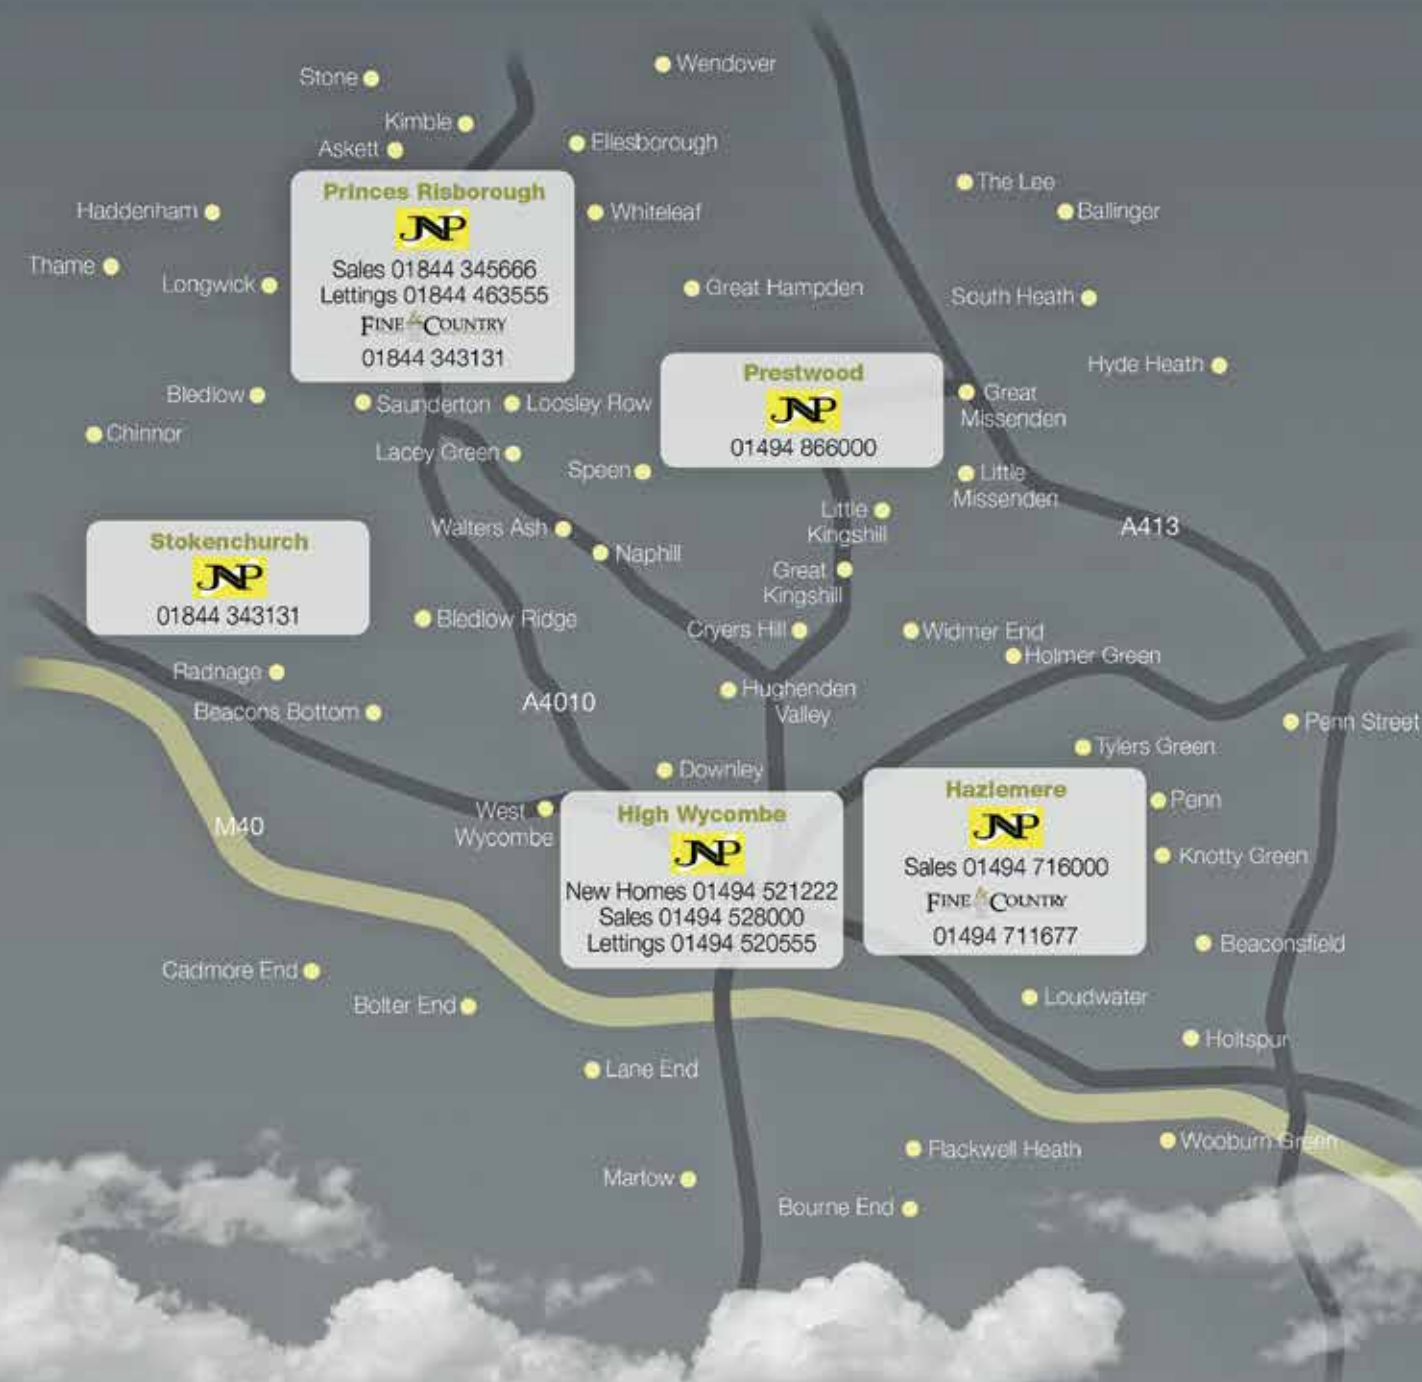 Wendover
Stone
Kimble
Askett
Ellesborough
The Lee
Ballinger
Princes Risborough
JNP
Sales 01844 345666
Lettings 01844 463555
FINE & COUNTRY
01844 343131
Haddenham
Whiteleaf
Thame
Longwick
Great Hampden
South Heath
Hyde Heath
Prestwood
JNP
01494 866000
Great
Missenden
Bledlow
Saunderton
Loosley Row
Chinnor
Lacey Green
Speen
Little
Missenden
Little
Kingshill
A413
Walters Ash
Naphill
Stokenchurch
JNP
01844 343131
Great
Kingshill
Bledlow Ridge
Cryers Hill
Widmer End
Holmer Green
Radnage
Beacons Bottom
A4010
Hughenden
Valley
Penn Street
Tylers Green
Downley
West
Wycombe
M40
High Wycombe
JNP
New Homes 01494 521222
Sales 01494 528000
Lettings 01494 520555
Hazlemere
JNP
Sales 01494 716000
FINE & COUNTRY
01494 711677
Penn
Knotty Green
Beaconsfield
Cadmore End
Bolter End
Loudwater
Holtspur
Lane End
Wooburn Green
Flackwell Heath
Marlow
Bourne End